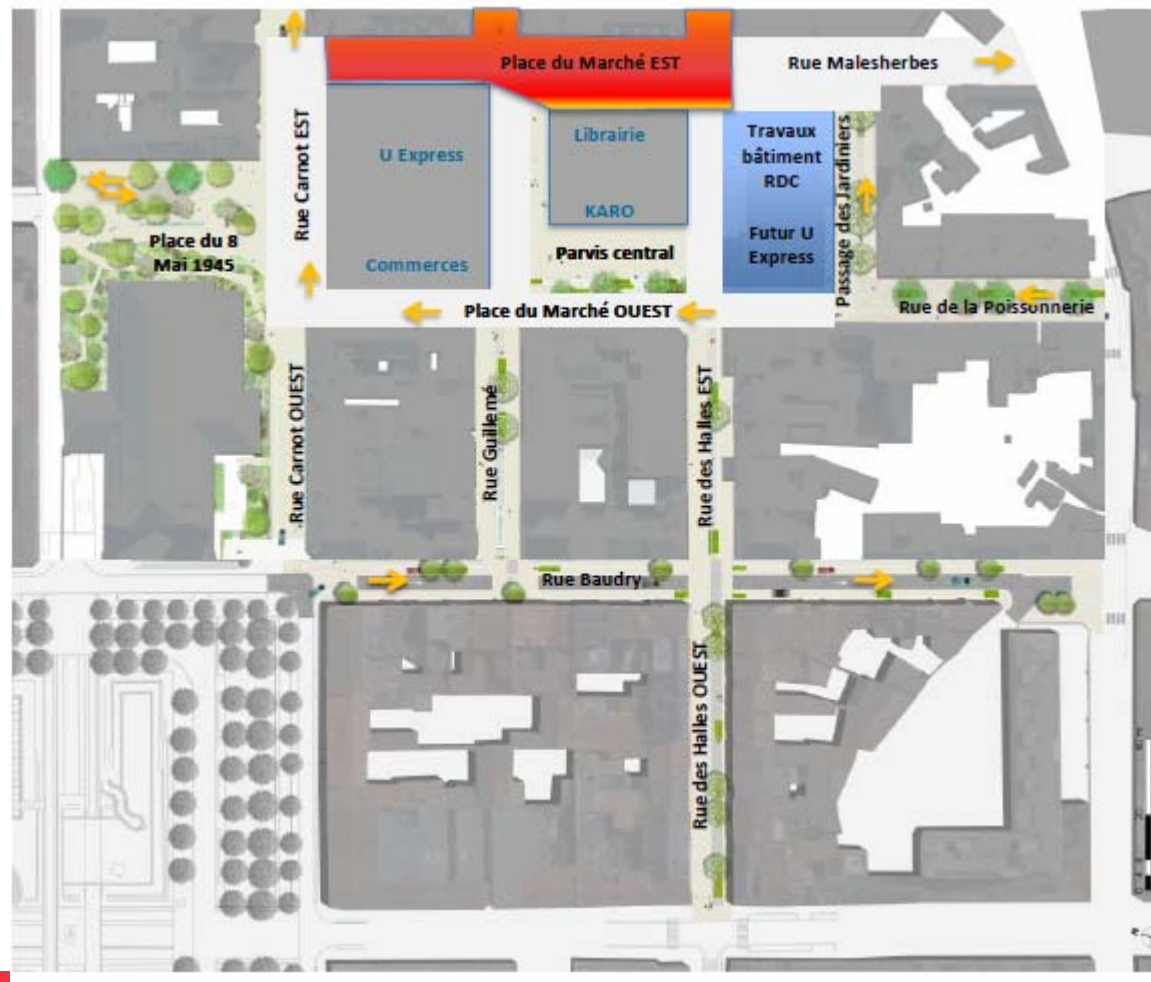 Place du Marché EST
Rue Malesherbes
Rue Carnot EST
U Express
Librairie
Travaux
bâtiment
RDC
Passage des Jardiniers
KARO
Futur U
Express
Place du 8
Mai 1945
Commerces
Parvis central
Place du Marché OUEST
Rue de la Poissonnerie
Rue Carnot OUEST
Rue Guillemé
Rue des Halles EST
Rue Baudry
Rue des Halles OUEST